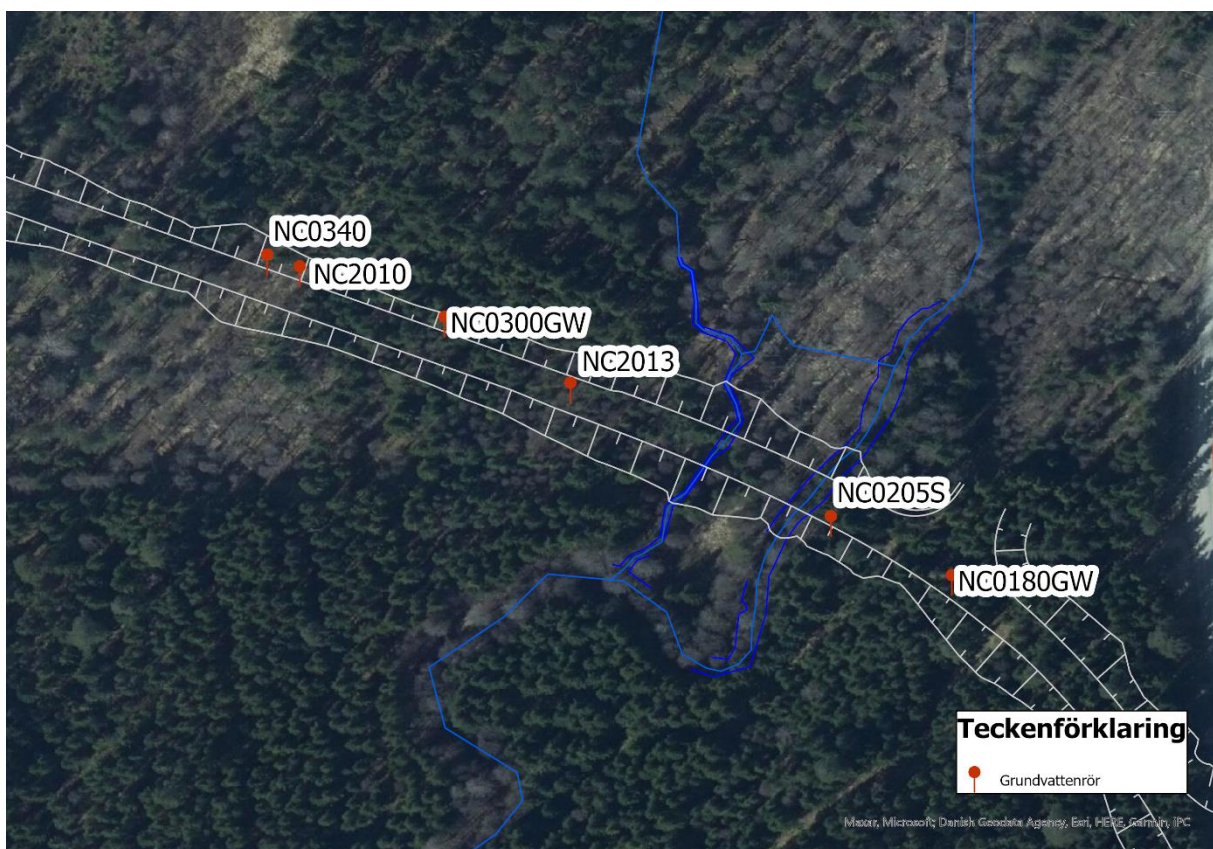 NC0340
NC2010
NC0300GW
NC2013
NC0205S
NC0180GW
Teckenförklaring
Grundvattenrör
Maxar, Microsoft; Danish Geodata Agency, Esri, HERE, Garmin, iPC